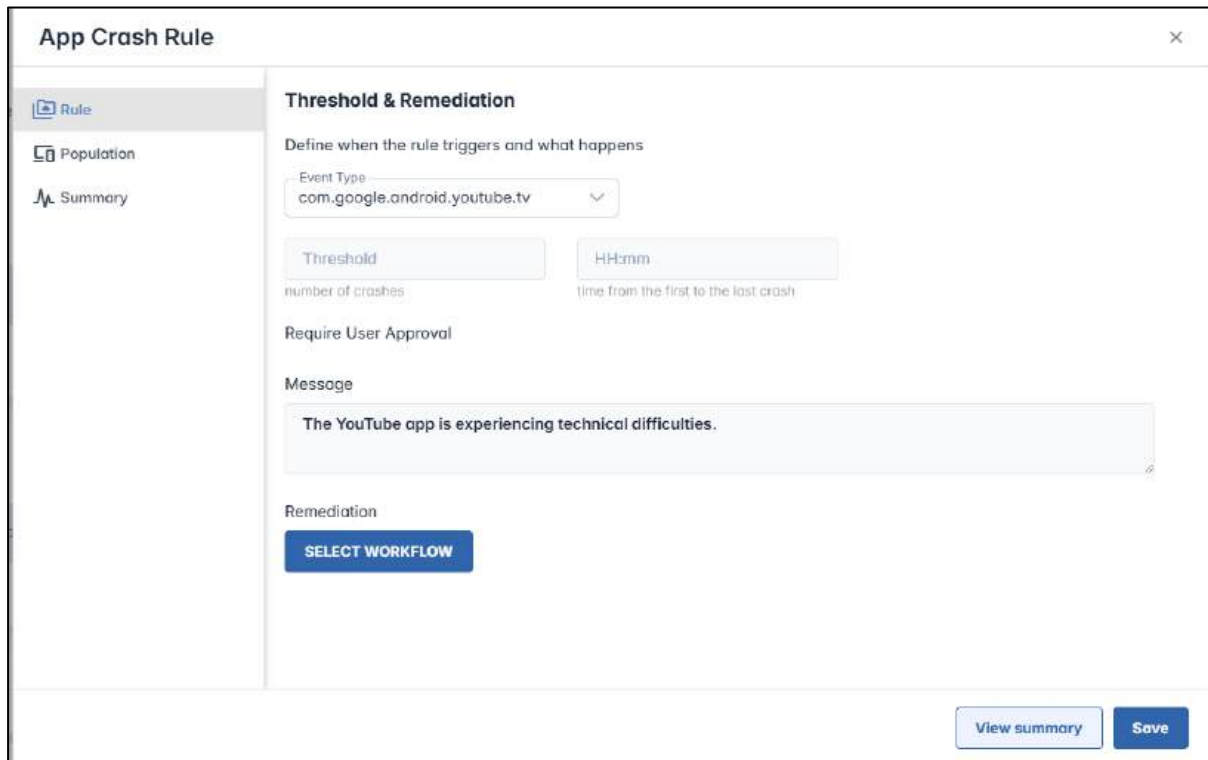 App Crash Rule
Rule
Population
Summary
Threshold & Remediation
Define when the rule triggers and what happens
Event Type
com.google.android.youtube.tv
Threshold
HH:mm
number of crashes
time from the first to the last crash
Require User Approval
Message
The YouTube app is experiencing technical difficulties.
Remediation
SELECT WORKFLOW
View summary
Save